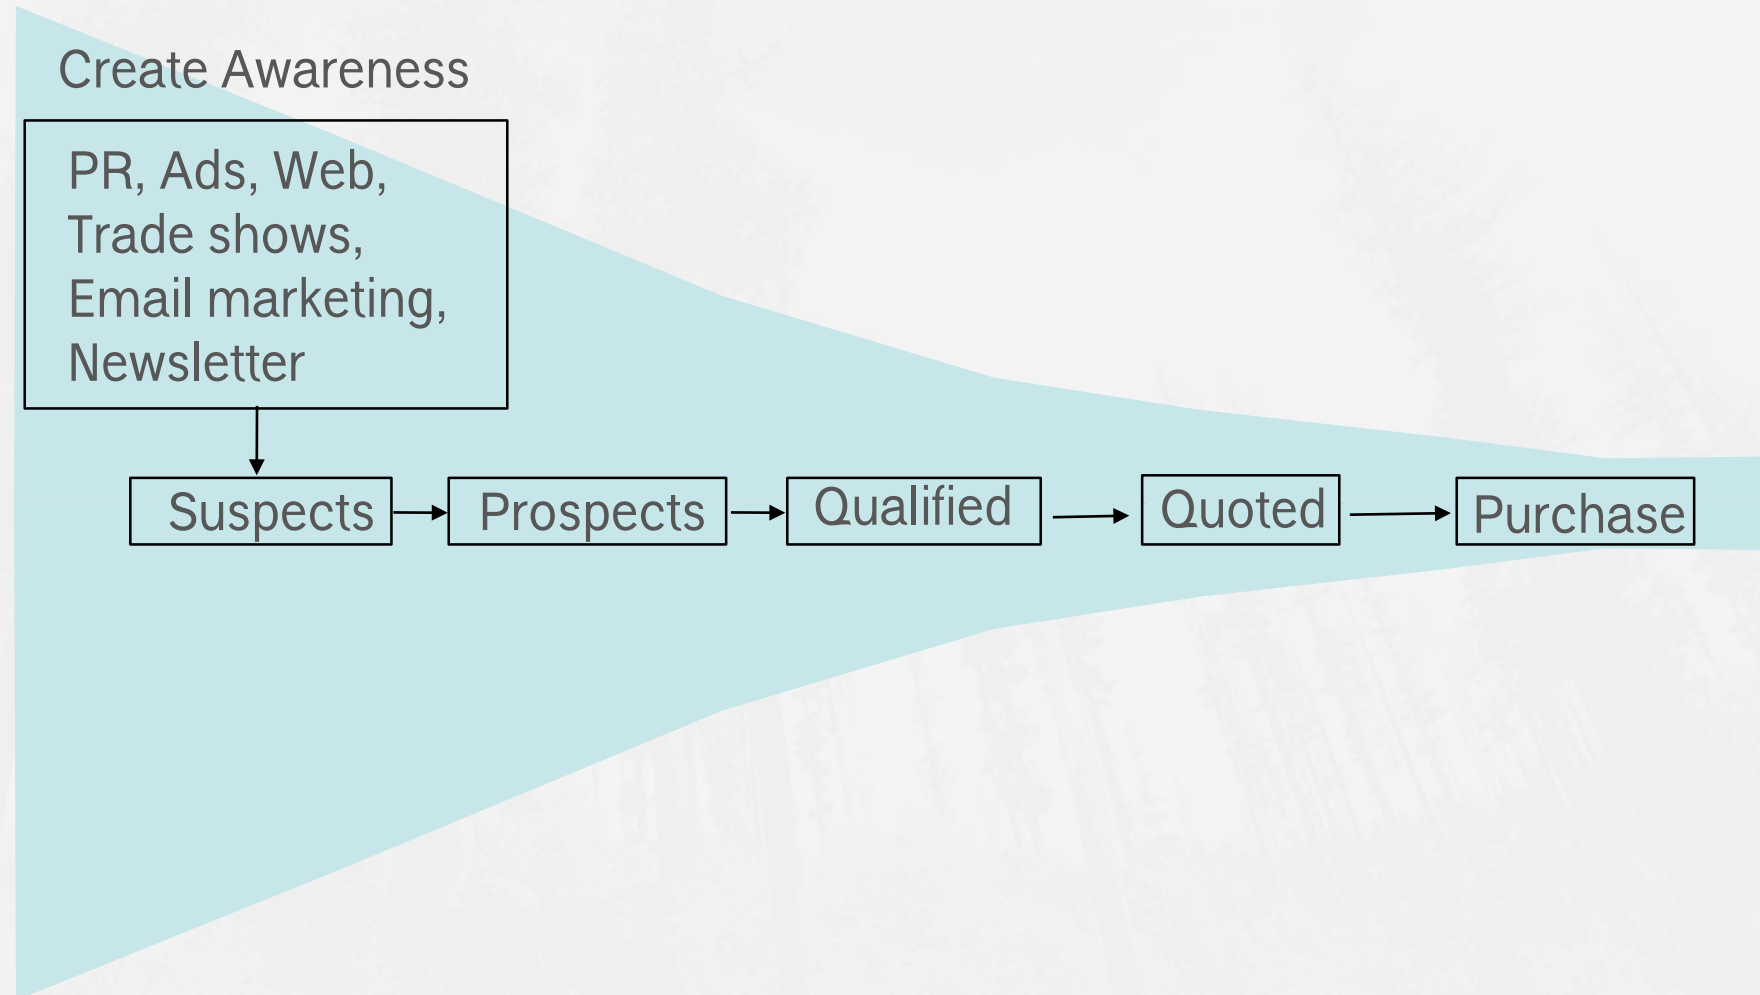 Create Awareness
PR, Ads, Web,
Trade shows,
Email marketing,
Newsletter
Suspects
Prospects
Qualified
Quoted
Purchase